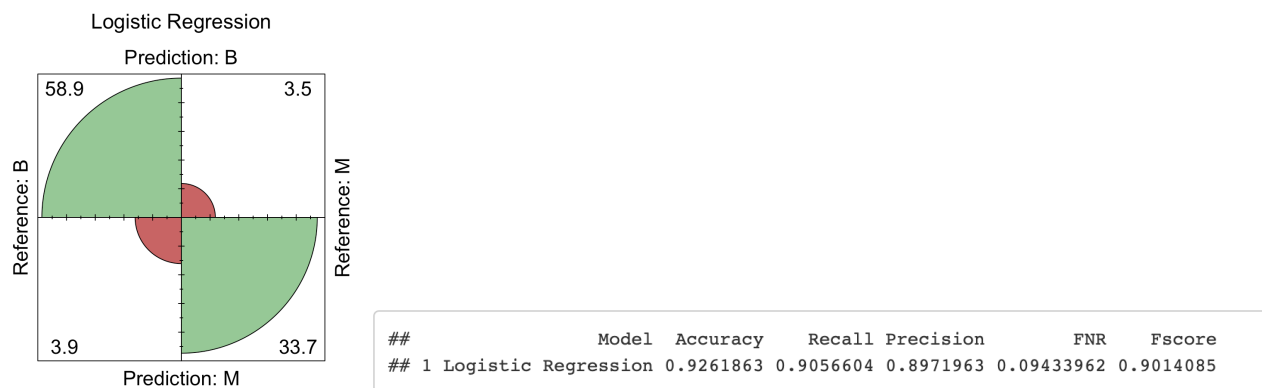 Logistic Regression
Prediction: B
58.9
3.5
Reference: B
Reference: M
3.9
33.7
Prediction: M
## Model Accuracy Recall Precision FNR Fscore
## 1 Logistic Regression 0.9261863 0.9056604 0.8971963 0.09433962 0.9014085